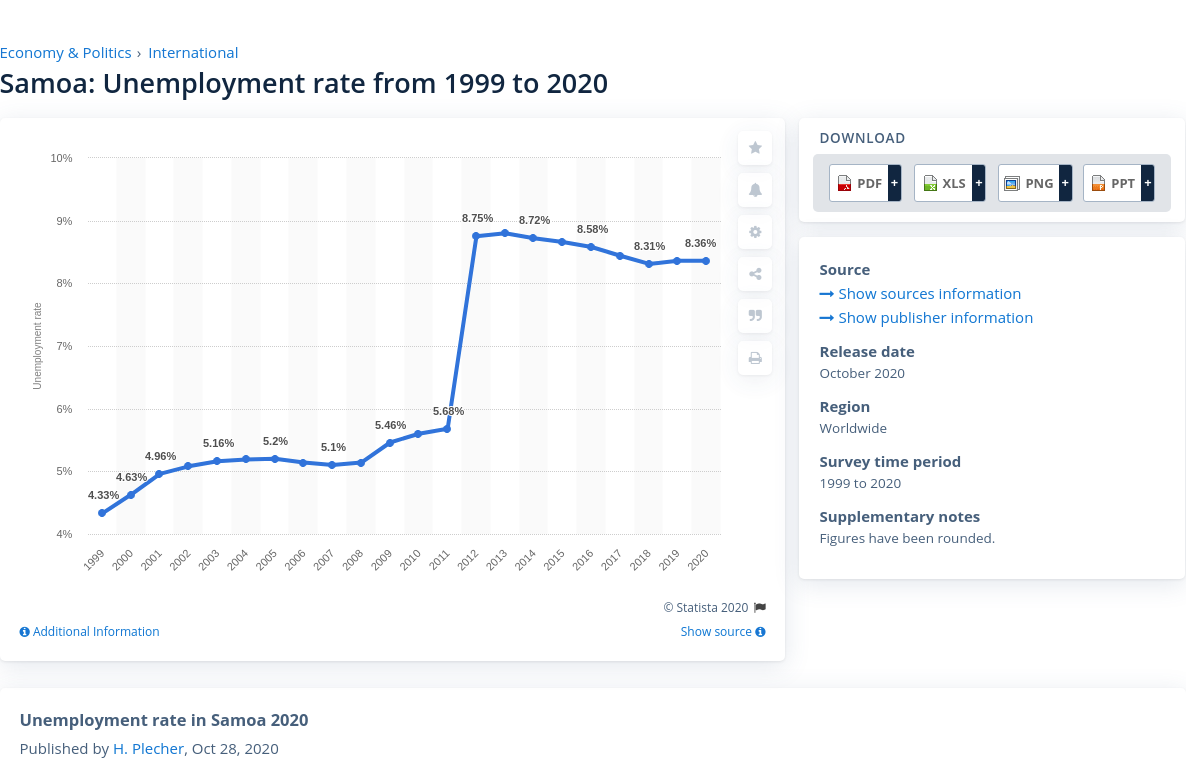 Economy & Politics › International
Samoa: Unemployment rate from 1999 to 2020
10%
9%
8%
7%
6%
5%
4%
Unemployment rate
4.33%
4.63%
4.96%
5.16%
5.2%
5.1%
5.46%
5.68%
8.75%
8.72%
8.58%
8.31%
8.36%
1999
2000
2001
2002
2003
2004
2005
2006
2007
2008
2009
2010
2011
2012
2013
2014
2015
2016
2017
2018
2019
2020
© Statista 2020
Additional Information
Show source
DOWNLOAD
PDF + XLS + PNG + PPT +
Source
Show sources information
Show publisher information
Release date
October 2020
Region
Worldwide
Survey time period
1999 to 2020
Supplementary notes
Figures have been rounded.
Unemployment rate in Samoa 2020
Published by H. Plecher, Oct 28, 2020